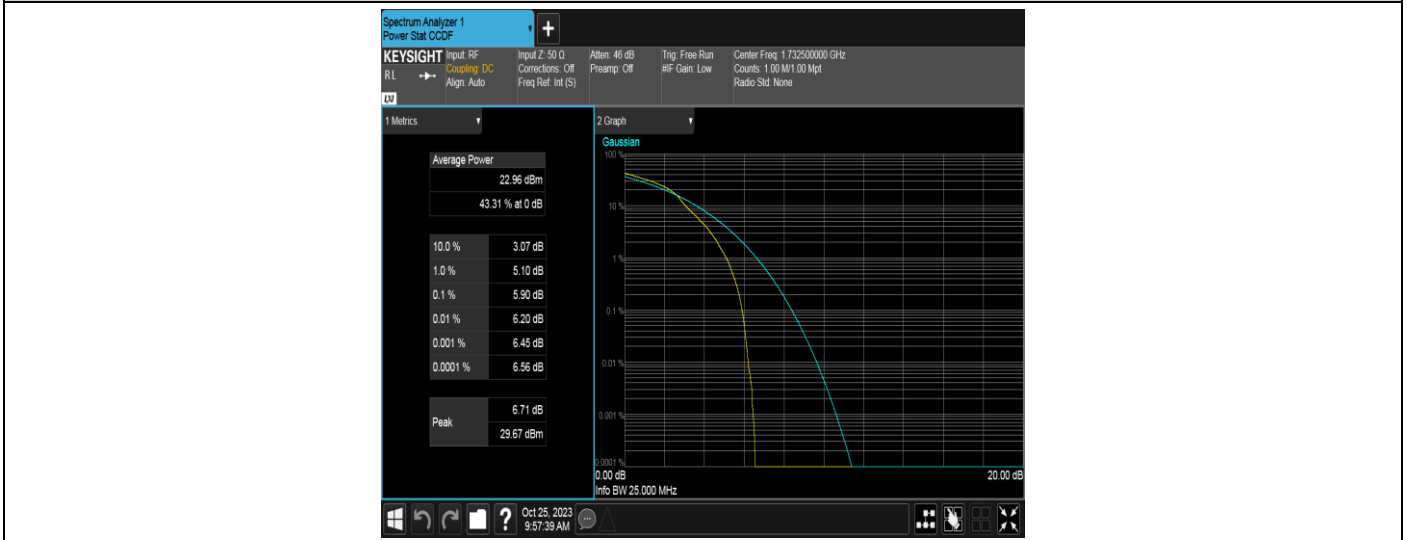 Spectrum Analyzer 1
Power Stat CCDF
+
KEYSIGHT
RL
LXI
Input: RF
Coupling: DC
Align: Auto
Input Z: 50 Ω
Corrections: Off
Freq Ref: Int (S)
Atten: 46 dB
Preamp: Off
Trig: Free Run
#IF Gain: Low
Center Freq: 1.732500000 GHz
Counts: 1.00 M/1.00 Mpt
Radio Std: None
1 Metrics
Average Power
22.96 dBm
43.31 % at 0 dB
10.0 % 3.07 dB
1.0 % 5.10 dB
0.1 % 5.90 dB
0.01 % 6.20 dB
0.001 % 6.45 dB
0.0001 % 6.56 dB
Peak
6.71 dB
29.67 dBm
2 Graph
Gaussian
100 %
10 %
1 %
0.1 %
0.01 %
0.001 %
0.0001 %
0.00 dB 20.00 dB
Info BW 25.000 MHz
?
Oct 25, 2023
9:57:39 AM